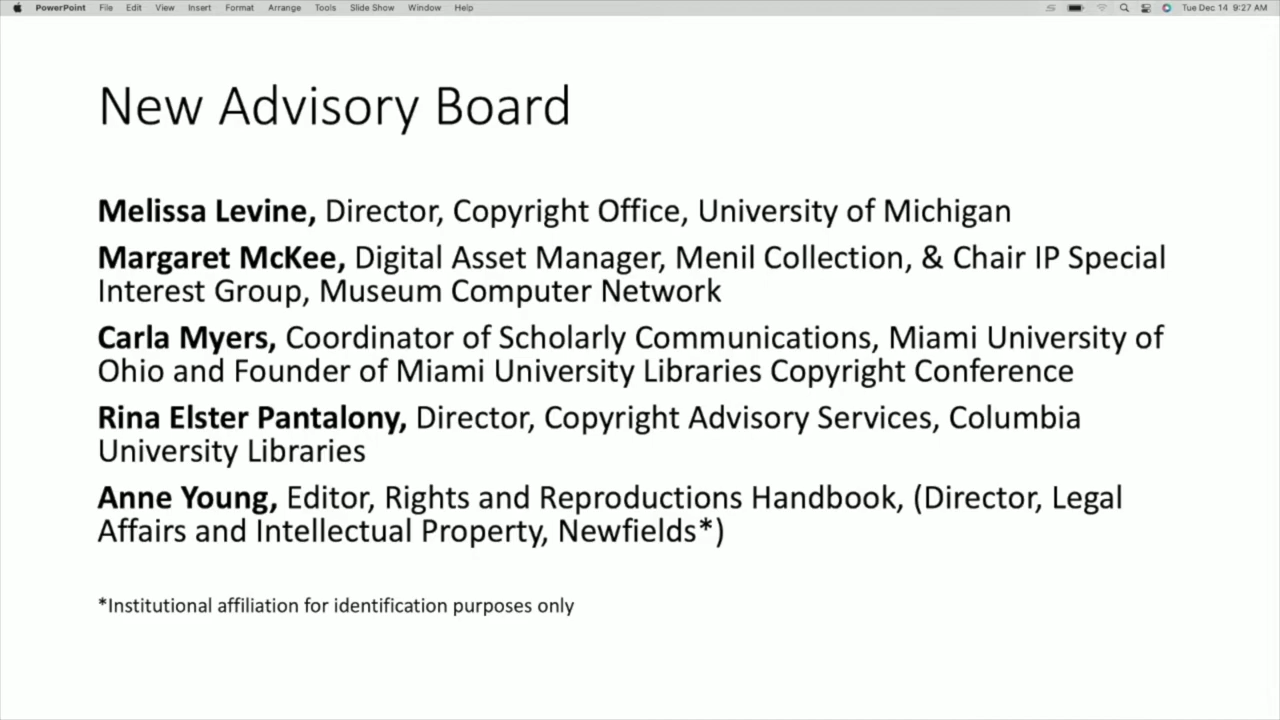 PowerPoint File Edit View Insert Format Arrange Tools Slide Show Window Help Tue Dec 14 9:27 AM
New Advisory Board
Melissa Levine, Director, Copyright Office, University of Michigan
Margaret McKee, Digital Asset Manager, Menil Collection, & Chair IP Special
Interest Group, Museum Computer Network
Carla Myers, Coordinator of Scholarly Communications, Miami University of
Ohio and Founder of Miami University Libraries Copyright Conference
Rina Elster Pantalony, Director, Copyright Advisory Services, Columbia
University Libraries
Anne Young, Editor, Rights and Reproductions Handbook, (Director, Legal
Affairs and Intellectual Property, Newfields*)
*Institutional affiliation for identification purposes only